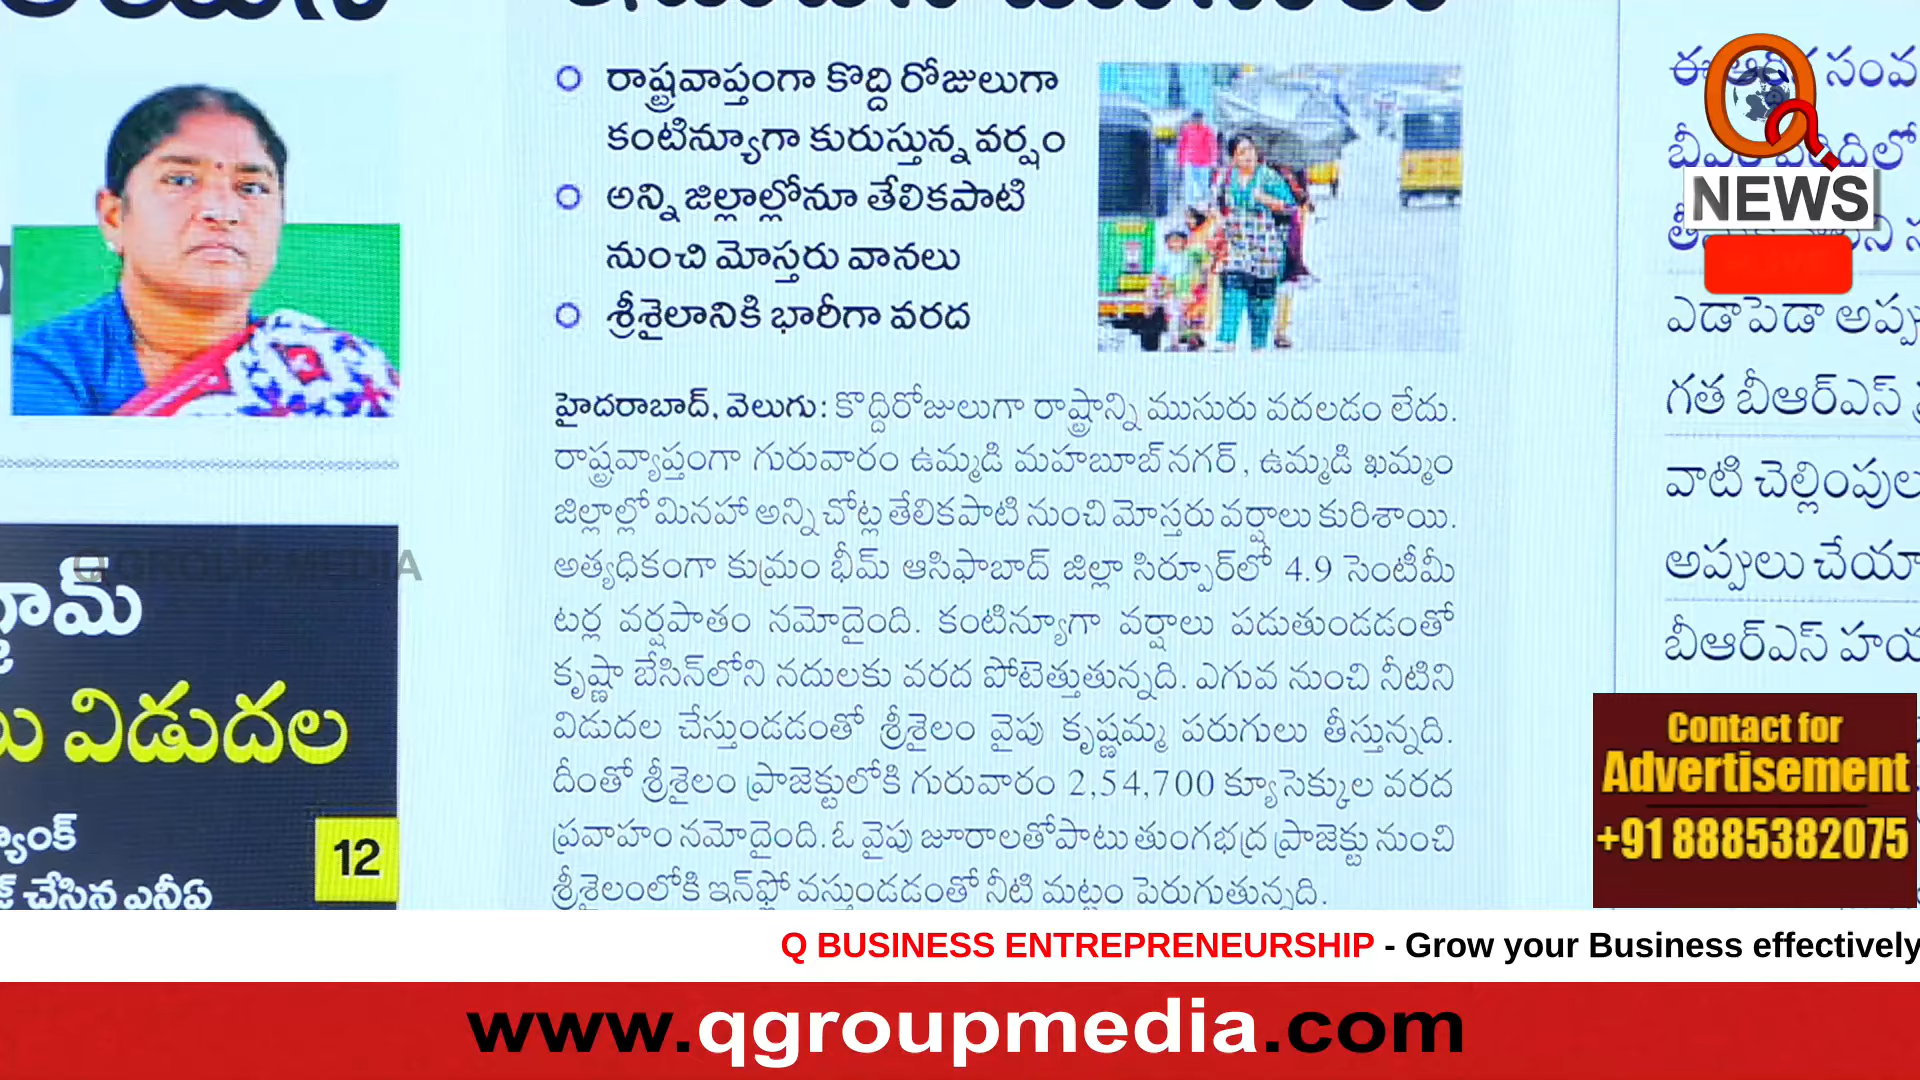 రాష్ట్రవాప్తంగా కొద్ది రోజులుగా
కంటిన్యూగా కురుస్తున్న వర్షం
అన్ని జిల్లాల్లోనూ తేలికపాటి
నుంచి మోస్తరు వానలు
శ్రీశైలానికి భారీగా వరద
హైదరాబాద్, వెలుగు: కొద్దిరోజులుగా రాష్ట్రాన్ని ముసురు వదలడం లేదు.
రాష్ట్రవ్యాప్తంగా గురువారం ఉమ్మడి మహబూబ్‌నగర్, ఉమ్మడి ఖమ్మం
జిల్లాల్లో మినహా అన్ని చోట్ల తేలికపాటి నుంచి మోస్తరు వర్షాలు కురిశాయి.
అత్యధికంగా కుమ్రం భీమ్ ఆసిఫాబాద్ జిల్లా సిర్పూర్‌లో 4.9 సెంటీమీ
టర్ల వర్షపాతం నమోదైంది. కంటిన్యూగా వర్షాలు పడుతుండడంతో
కృష్ణా బేసిన్‌లోని నదులకు వరద పోటెత్తుతున్నది. ఎగువ నుంచి నీటిని
విడుదల చేస్తుండడంతో శ్రీశైలం వైపు కృష్ణమ్మ పరుగులు తీస్తున్నది.
దీంతో శ్రీశైలం ప్రాజెక్టులోకి గురువారం 2,54,700 క్యూసెక్కుల వరద
ప్రవాహం నమోదైంది. ఓ వైపు జూరాలతోపాటు తుంగభద్ర ప్రాజెక్టు నుంచి
శ్రీశైలంలోకి ఇన్‌ఫ్లో వస్తుండడంతో నీటి మట్టం పెరుగుతున్నది.
Q GROUP MEDIA
విడుదల
12
చేసిన ఎన్‌ఏ
ఎడాపెడా
గత బీఆర్ఎస్
వాటి చెల్లింపుల
అప్పులు
బీఆర్ఎస్
NEWS
Contact for
Advertisement
+91 8885382075
Q BUSINESS ENTREPRENEURSHIP - Grow your Business effectively
www.qgroupmedia.com